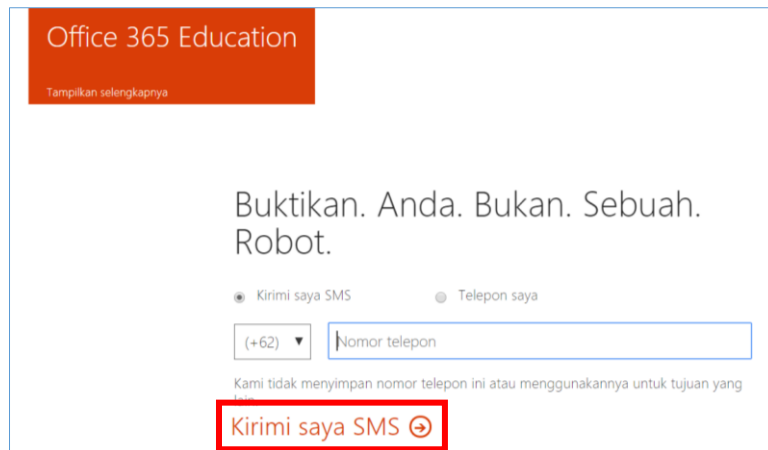 Office 365 Education
Tampilkan selengkapnya
Buktikan. Anda. Bukan. Sebuah.
Robot.
Kirimi saya SMS
Telepon saya
(+62)
Nomor telepon
Kami tidak menyimpan nomor telepon ini atau menggunakannya untuk tujuan yang
Kirimi saya SMS